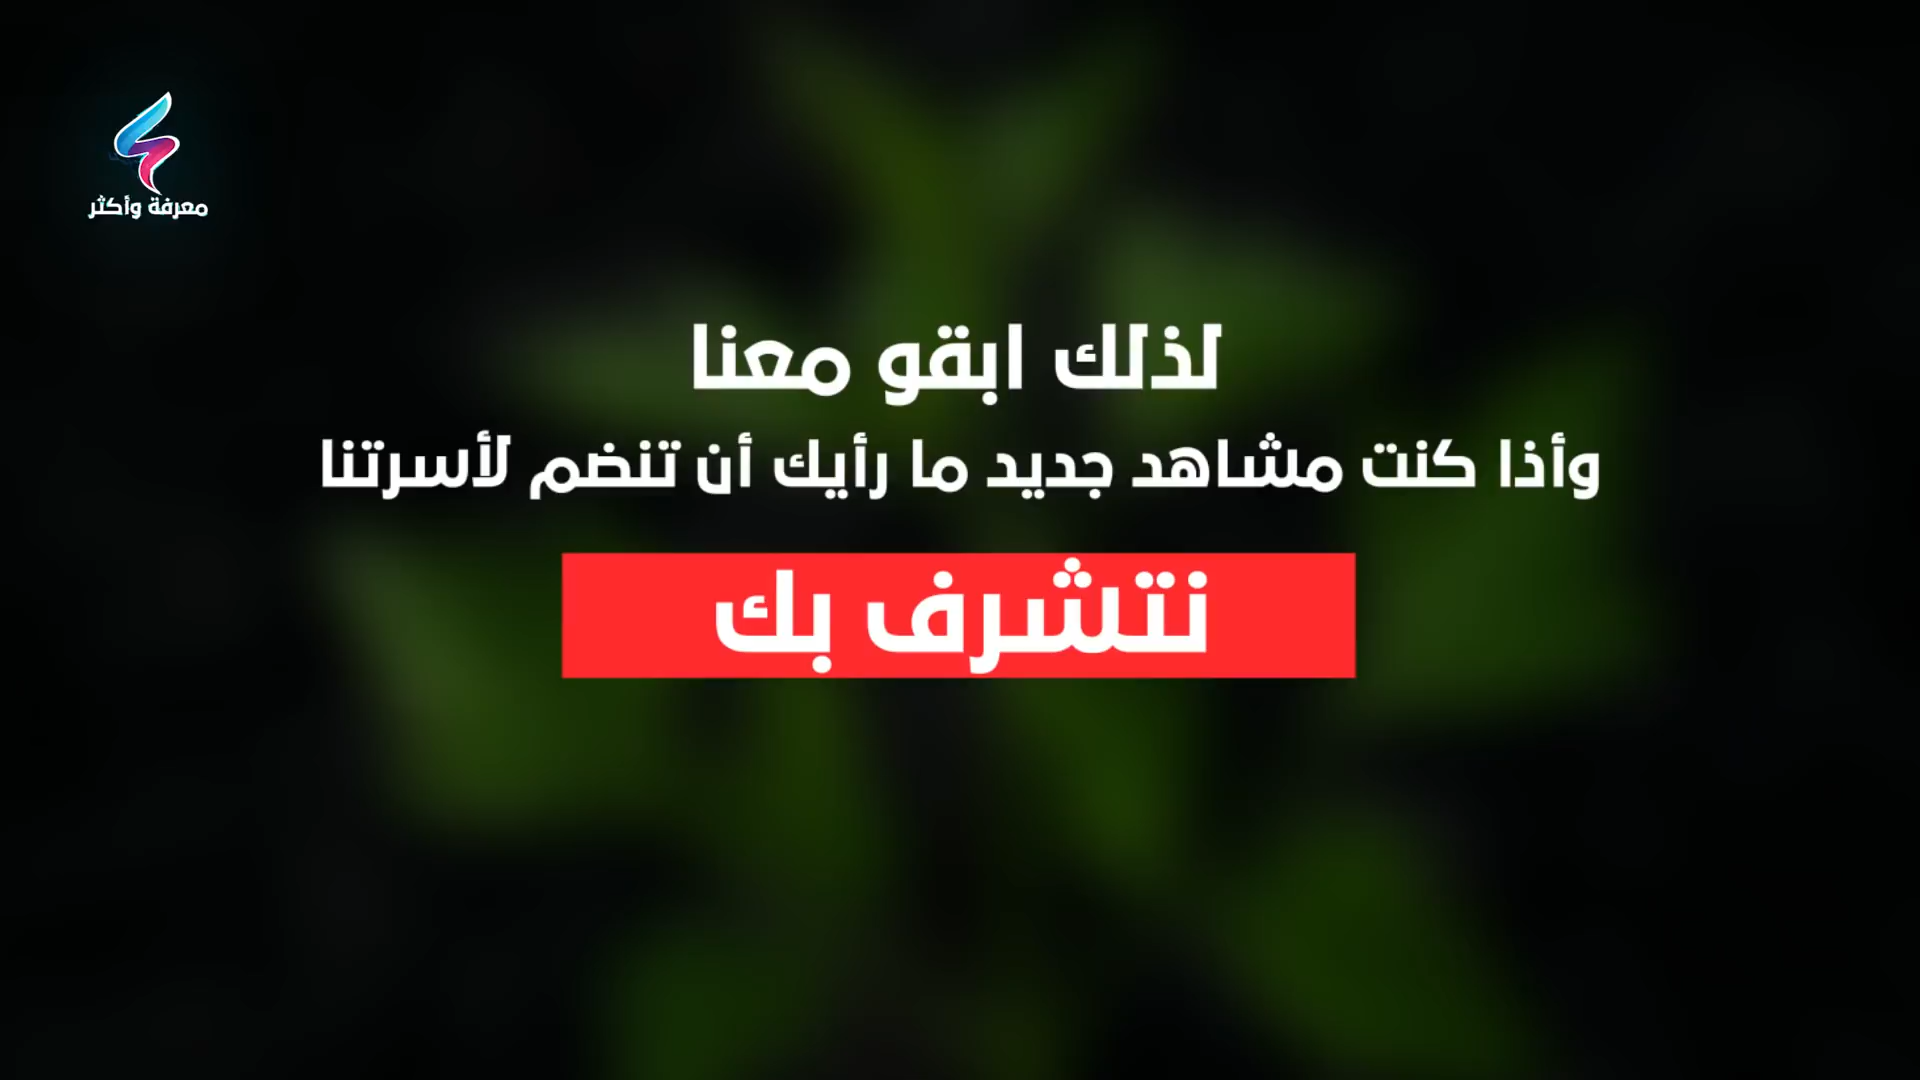 معرفة وأكثر
لذلك ابقو معنا
وأذا كنت مشاهد جديد ما رأيك أن تنضم لأسرتنا
نتشرف بك